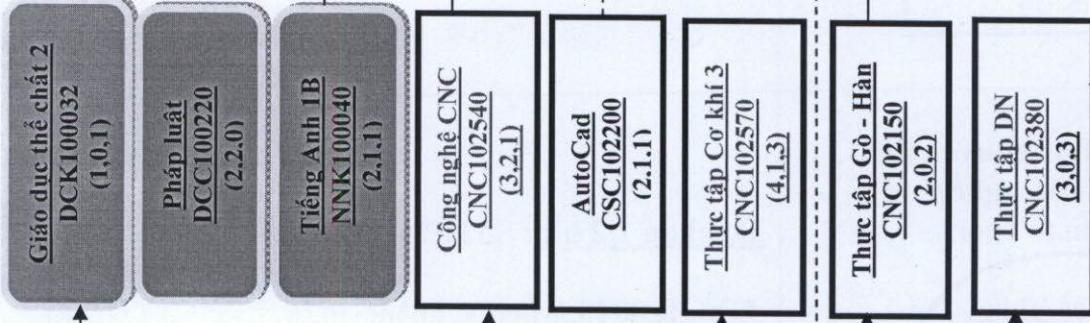 Giáo dục thể chất 2
DCK100032
(1,0,1)
Pháp luật
DCC100220
(2,2,0)
Tiếng Anh 1B
NNK100040
(2,1,1)
Công nghệ CNC
CNC102540
(3,2,1)
AutoCad
CSC102200
(2,1,1)
Thực tập Cơ khí 3
CNC102570
(4,1,3)
Thực tập Gò - Hàn
CNC102150
(2,0,2)
Thực tập DN
CNC102380
(3,0,3)